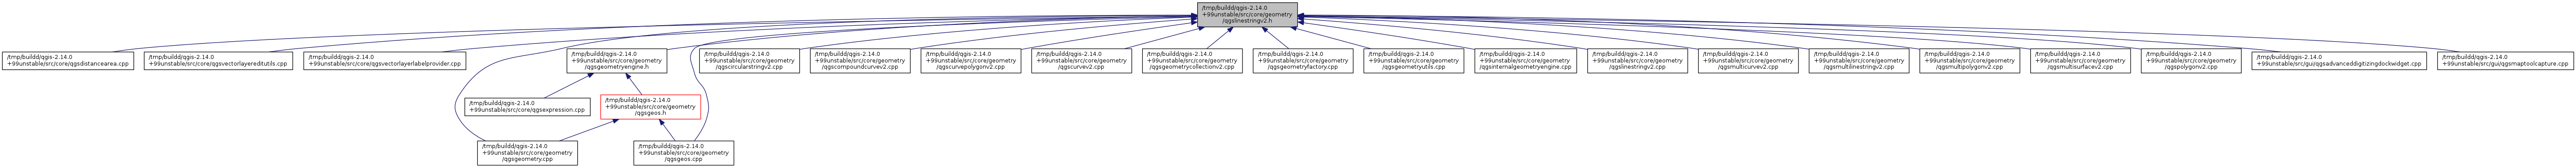 /tmp/buildd/qgis-2.14.0
+99unstable/src/core/geometry
/qgslinestringv2.h
/tmp/buildd/qgis-2.14.0
+99unstable/src/core/qgsdistancearea.cpp
/tmp/buildd/qgis-2.14.0
+99unstable/src/core/qgsvectorlayereditutils.cpp
/tmp/buildd/qgis-2.14.0
+99unstable/src/core/qgsvectorlayerlabelprovider.cpp
/tmp/buildd/qgis-2.14.0
+99unstable/src/core/geometry
/qgsgeometryengine.h
/tmp/buildd/qgis-2.14.0
+99unstable/src/core/geometry
/qgscircularstringv2.cpp
/tmp/buildd/qgis-2.14.0
+99unstable/src/core/geometry
/qgscompoundcurvev2.cpp
/tmp/buildd/qgis-2.14.0
+99unstable/src/core/geometry
/qgscurvepolygonv2.cpp
/tmp/buildd/qgis-2.14.0
+99unstable/src/core/geometry
/qgscurvev2.cpp
/tmp/buildd/qgis-2.14.0
+99unstable/src/core/geometry
/qgsgeometrycollectionv2.cpp
/tmp/buildd/qgis-2.14.0
+99unstable/src/core/geometry
/qgsgeometryfactory.cpp
/tmp/buildd/qgis-2.14.0
+99unstable/src/core/geometry
/qgsgeometryutils.cpp
/tmp/buildd/qgis-2.14.0
+99unstable/src/core/geometry
/qgsinternalgeometryengine.cpp
/tmp/buildd/qgis-2.14.0
+99unstable/src/core/geometry
/qgslinestringv2.cpp
/tmp/buildd/qgis-2.14.0
+99unstable/src/core/geometry
/qgsmulticurvev2.cpp
/tmp/buildd/qgis-2.14.0
+99unstable/src/core/geometry
/qgsmultilinestringv2.cpp
/tmp/buildd/qgis-2.14.0
+99unstable/src/core/geometry
/qgsmultipolygonv2.cpp
/tmp/buildd/qgis-2.14.0
+99unstable/src/core/geometry
/qgsmultisurfacev2.cpp
/tmp/buildd/qgis-2.14.0
+99unstable/src/core/geometry
/qgspolygonv2.cpp
/tmp/buildd/qgis-2.14.0
+99unstable/src/gui/qgsadvanceddigitizingdockwidget.cpp
/tmp/buildd/qgis-2.14.0
+99unstable/src/gui/qgsmaptoolcapture.cpp
/tmp/buildd/qgis-2.14.0
+99unstable/src/core/qgsexpression.cpp
/tmp/buildd/qgis-2.14.0
+99unstable/src/core/geometry
/qgsgeos.h
/tmp/buildd/qgis-2.14.0
+99unstable/src/core/geometry
/qgsgeometry.cpp
/tmp/buildd/qgis-2.14.0
+99unstable/src/core/geometry
/qgsgeos.cpp